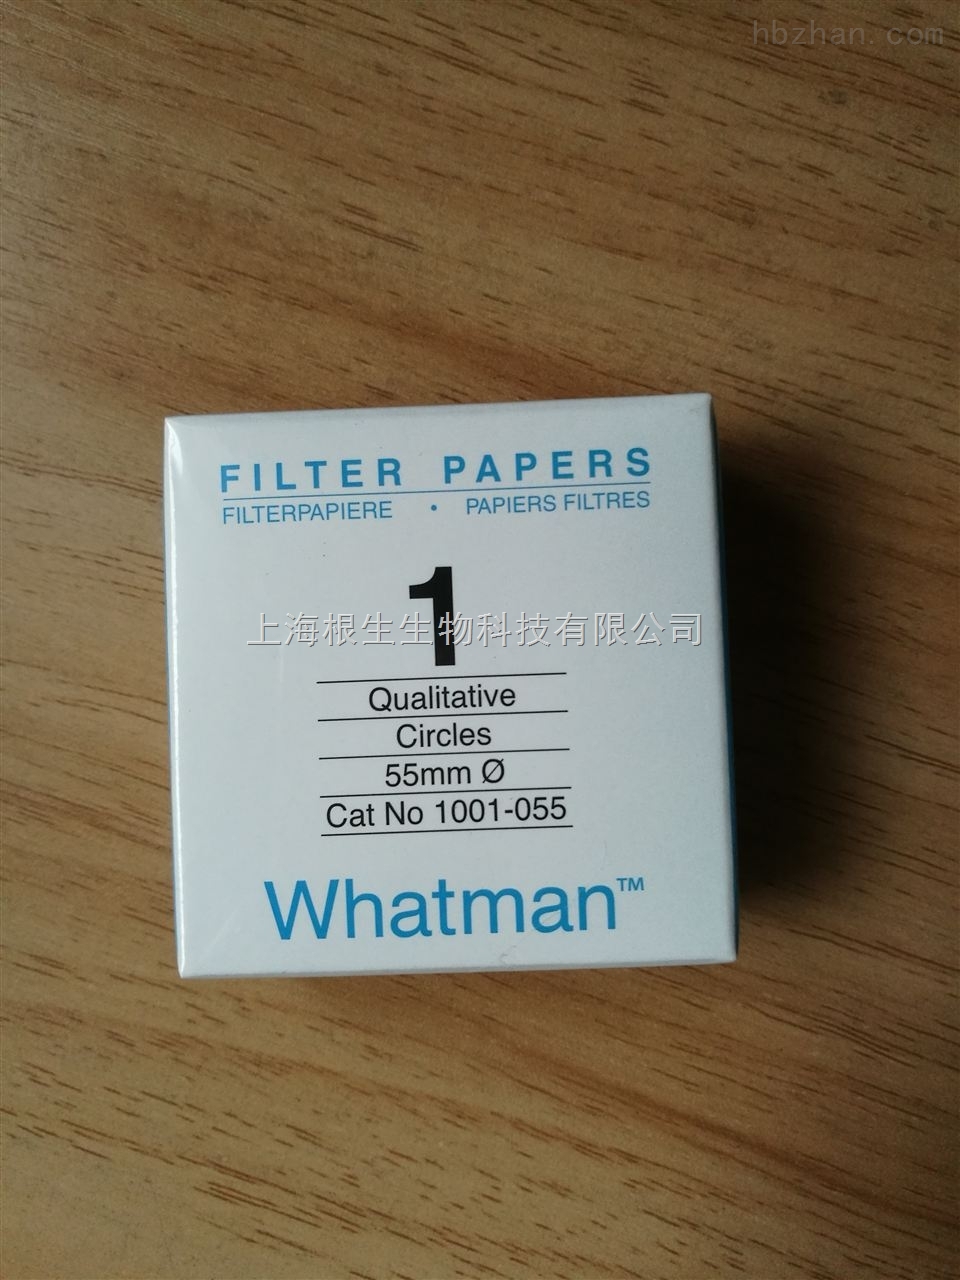 hbzhan.com
FILTER PAPERS
FILTERPAPIERE • PAPIERS FILTRES
1
上海根生生物科技有限公司
Qualitative
Circles
55mm Ø
Cat No 1001-055
Whatman™